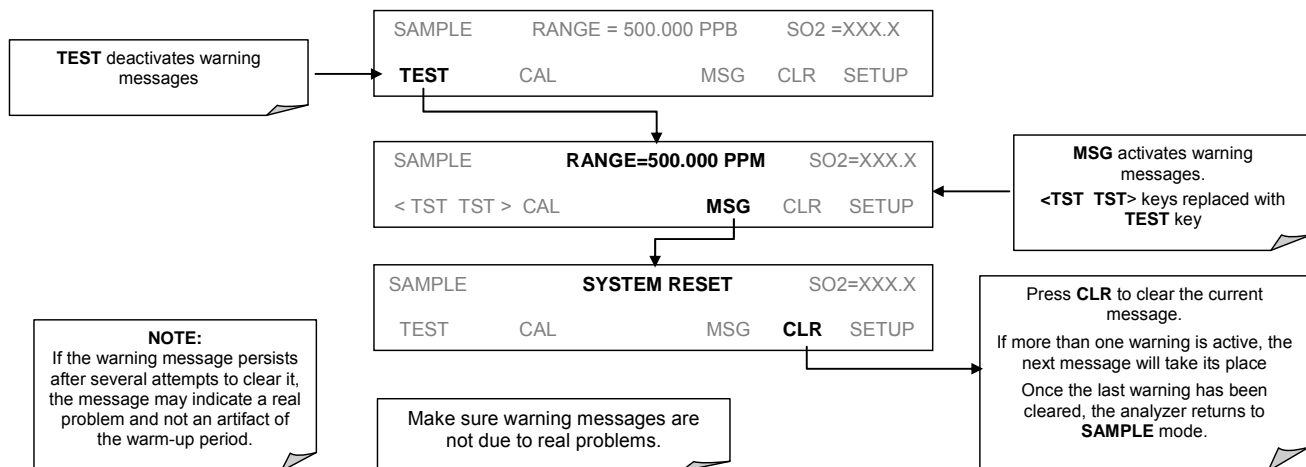 SAMPLE RANGE = 500.000 PPB SO2 =XXX.X
TEST CAL MSG CLR SETUP
TEST deactivates warning
messages
SAMPLE RANGE=500.000 PPM SO2=XXX.X
< TST TST > CAL MSG CLR SETUP
MSG activates warning
messages.
<TST TST> keys replaced with
TEST key
SAMPLE SYSTEM RESET SO2=XXX.X
TEST CAL MSG CLR SETUP
Press CLR to clear the current
message.
If more than one warning is active, the
next message will take its place
Once the last warning has been
cleared, the analyzer returns to
SAMPLE mode.
NOTE:
If the warning message persists
after several attempts to clear it,
the message may indicate a real
problem and not an artifact of
the warm-up period.
Make sure warning messages are
not due to real problems.